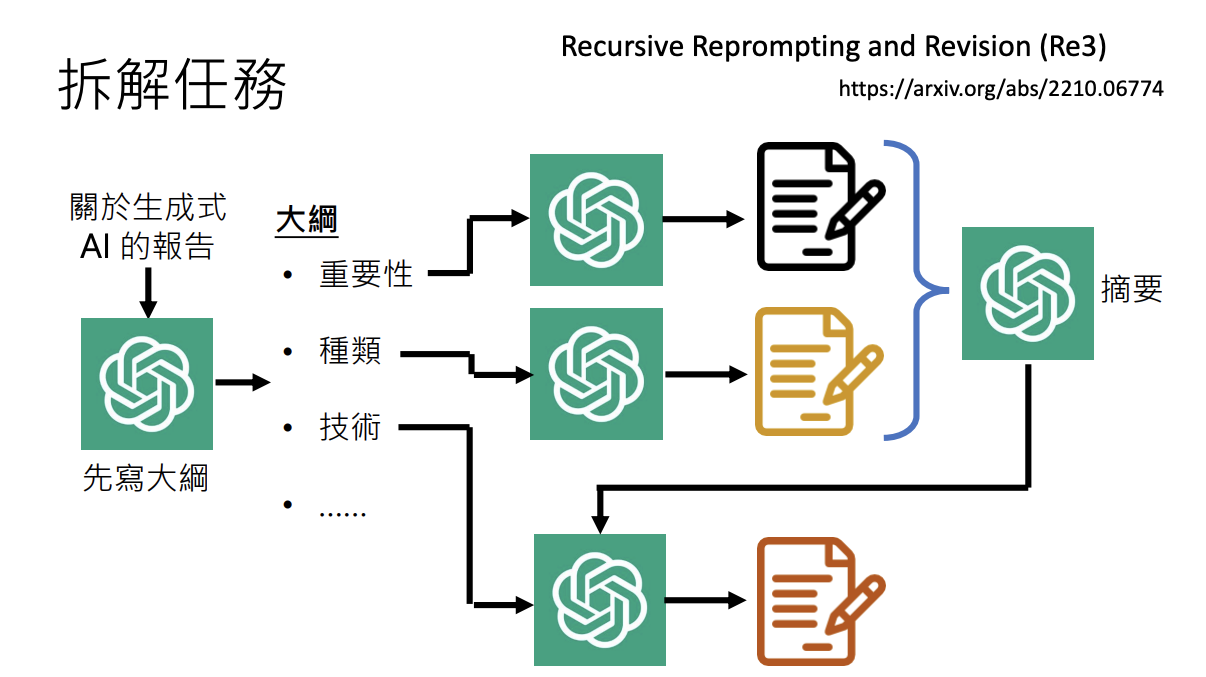 拆解任務
Recursive Reprompting and Revision (Re3)
https://arxiv.org/abs/2210.06774
關於生成式
AI 的報告
先寫大綱
大綱
• 重要性
• 種類
• 技術
• ......
摘要